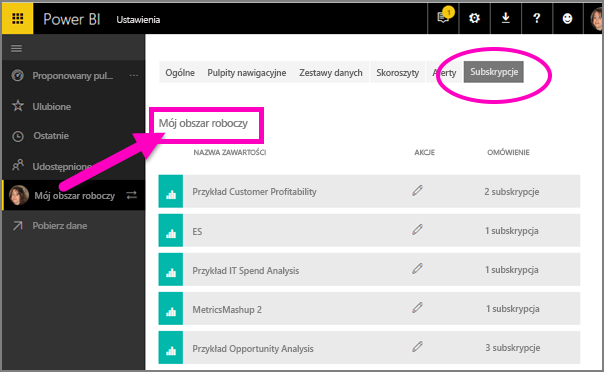 Power BI Ustawienia 1 ?
Proponowany pul... ...
Ulubione
Ostatnie
Udostępnione
Mój obszar roboczy
Pobierz dane
Ogólne Pulpity nawigacyjne Zestawy danych Skoroszyty Alerty Subskrypcje
Mój obszar roboczy
NAZWA ZAWARTOŚCI AKCJE OMÓWIENIE
Przykład Customer Profitability 2 subskrypcje
ES 1 subskrypcja
Przykład IT Spend Analysis 1 subskrypcja
MetricsMashup 2 1 subskrypcja
Przykład Opportunity Analysis 3 subskrypcje